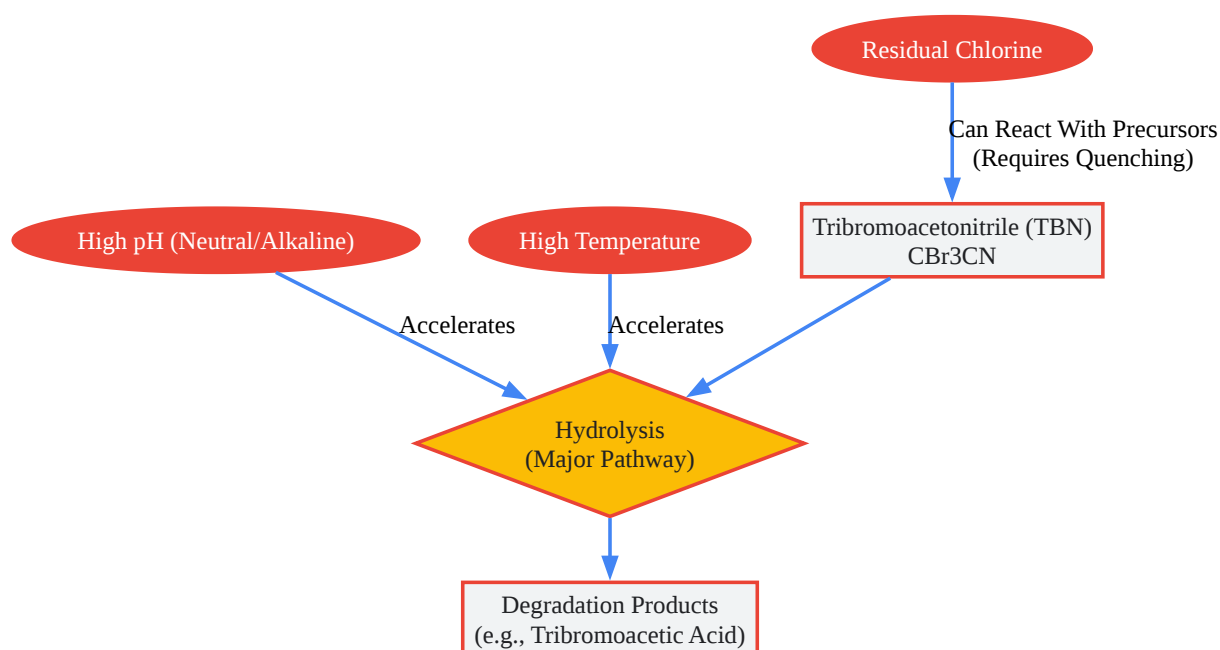 Residual Chlorine
Can React With Precursors
(Requires Quenching)
High pH (Neutral/Alkaline)
High Temperature
Tribromoacetonitrile (TBN)
CBr3CN
Accelerates
Accelerates
Hydrolysis
(Major Pathway)
Degradation Products
(e.g., Tribromoacetic Acid)